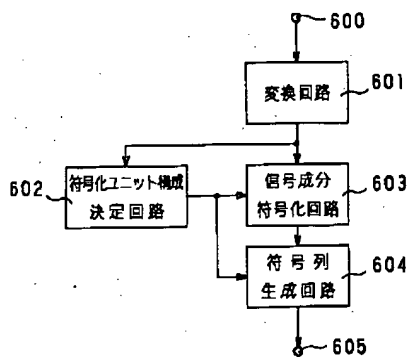 600
変換回路
601
602
符号化ユニット構成
決定回路
信号成分
符号化回路
603
符号列
生成回路
604
605